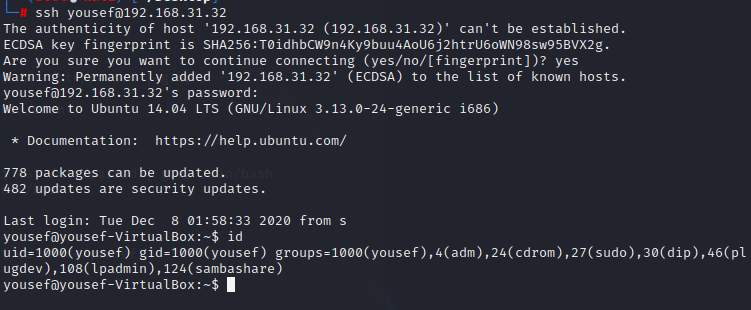 # ssh yousef@192.168.31.32
The authenticity of host '192.168.31.32 (192.168.31.32)' can't be established.
ECDSA key fingerprint is SHA256:T0idhbCW9n4Ky9buu4AoU6j2htrU6oWN98sw95BVX2g.
Are you sure you want to continue connecting (yes/no/[fingerprint])? yes
Warning: Permanently added '192.168.31.32' (ECDSA) to the list of known hosts.
yousef@192.168.31.32's password:
Welcome to Ubuntu 14.04 LTS (GNU/Linux 3.13.0-24-generic i686)
* Documentation:  https://help.ubuntu.com/
778 packages can be updated.
482 updates are security updates.
Last login: Tue Dec  8 01:58:33 2020 from s
yousef@yousef-VirtualBox:~$ id
uid=1000(yousef) gid=1000(yousef) groups=1000(yousef),4(adm),24(cdrom),27(sudo),30(dip),46(pl
ugdev),108(lpadmin),124(sambashare)
yousef@yousef-VirtualBox:~$